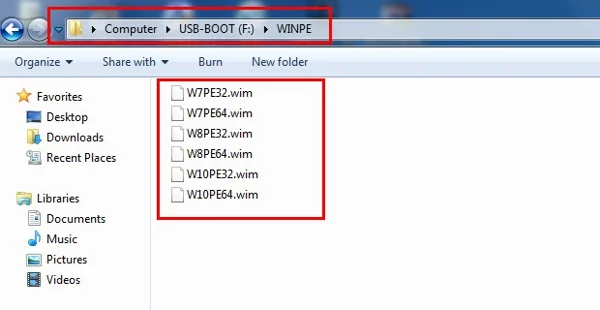 Computer USB-BOOT (F:) WINPE
Organize Share with Burn New folder
Favorites
Desktop
Downloads
Recent Places
Libraries
Documents
Music
Pictures
Videos
W7PE32.wim
W7PE64.wim
W8PE32.wim
W8PE64.wim
W10PE32.wim
W10PE64.wim